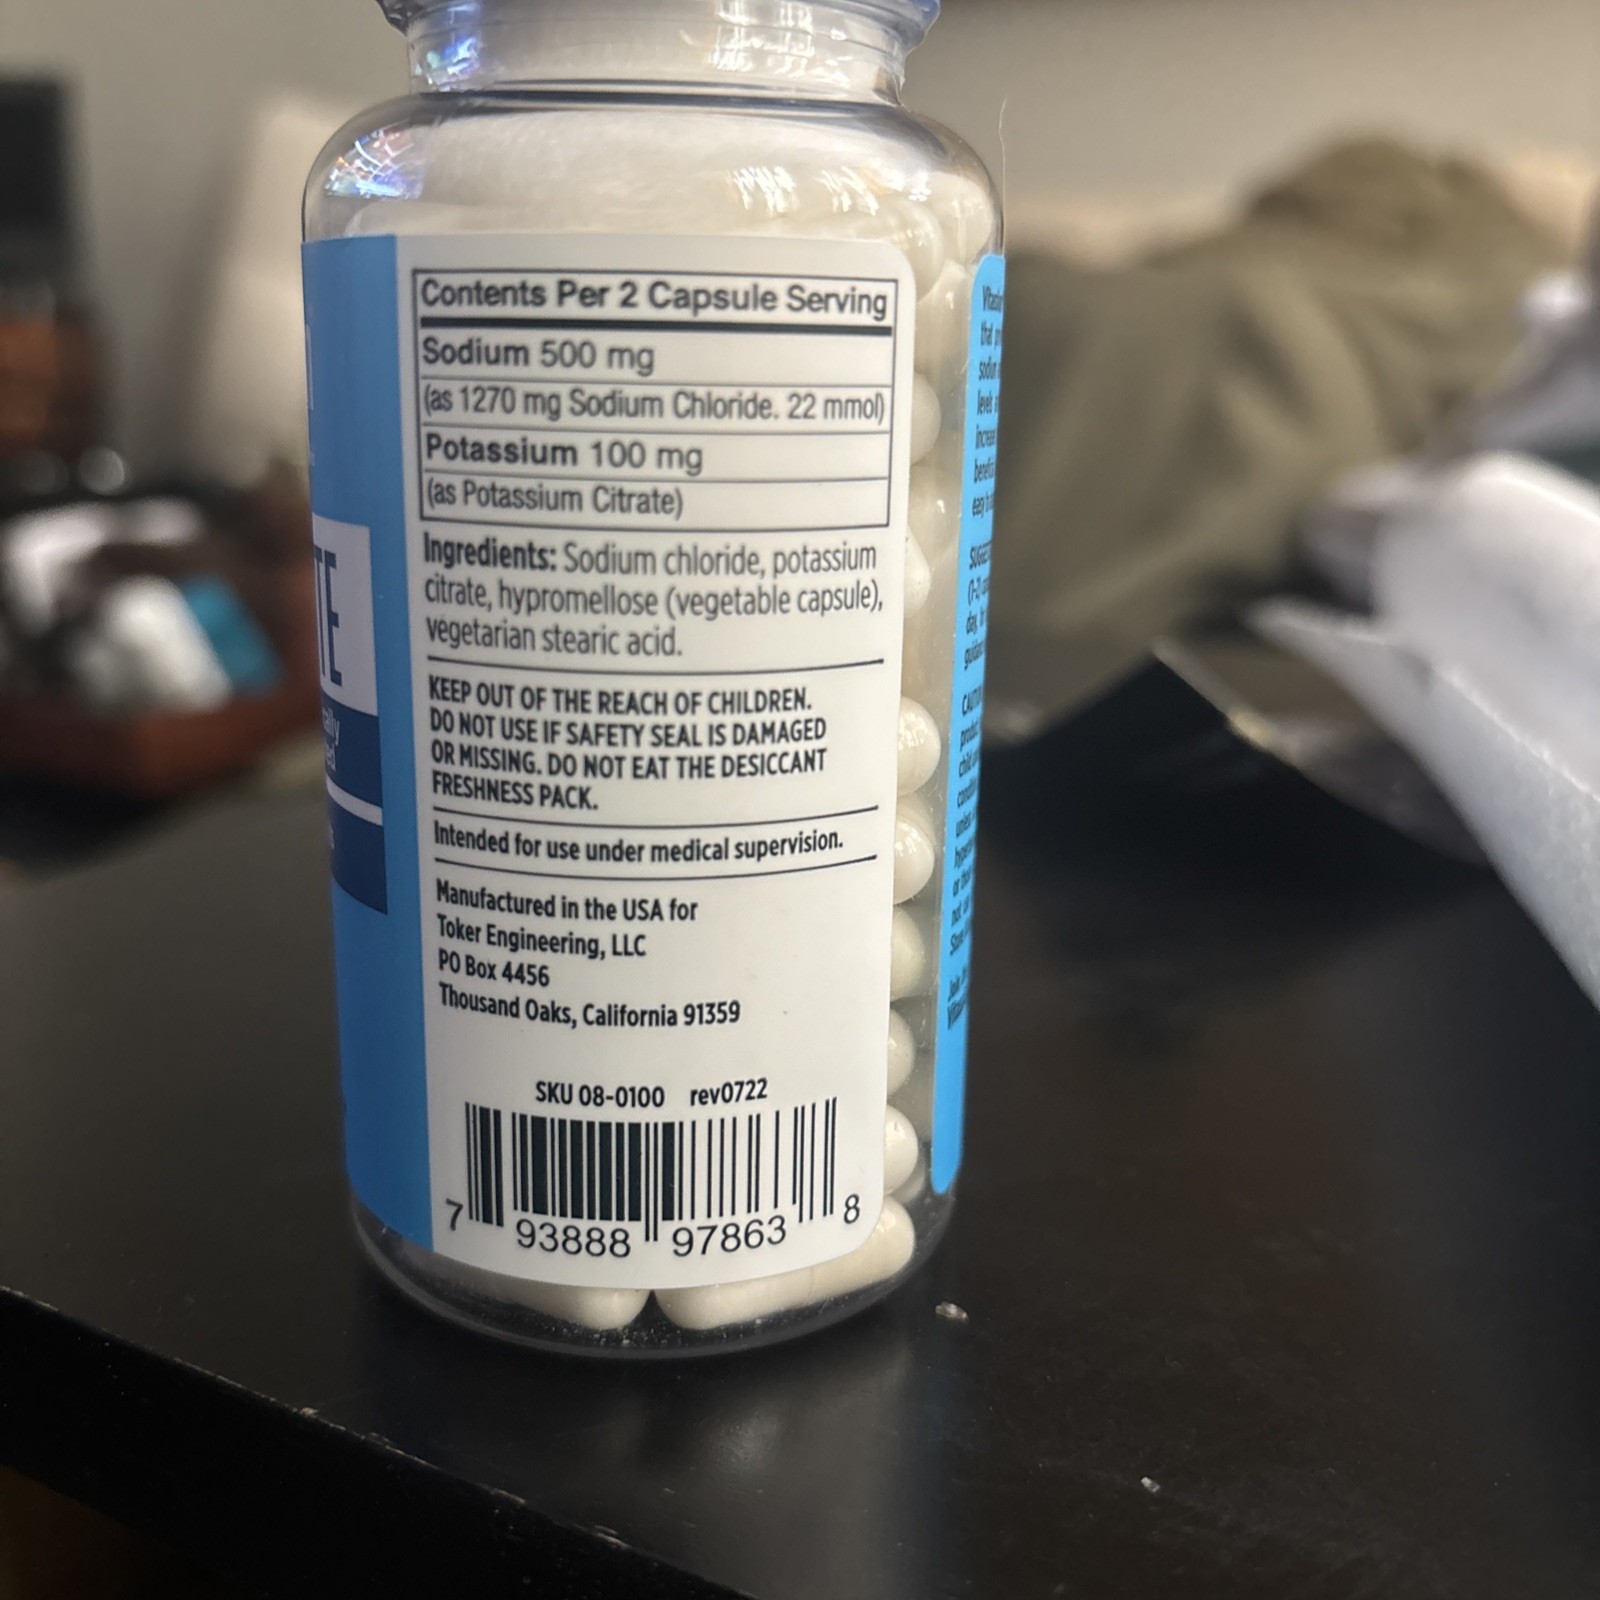 Contents Per 2 Capsule Serving
Sodium 500 mg
(as 1270 mg Sodium Chloride. 22 mmol)
Potassium 100 mg
(as Potassium Citrate)
Ingredients: Sodium chloride, potassium
citrate, hypromellose (vegetable capsule),
vegetarian stearic acid.
KEEP OUT OF THE REACH OF CHILDREN.
DO NOT USE IF SAFETY SEAL IS DAMAGED
OR MISSING. DO NOT EAT THE DESICCANT
FRESHNESS PACK.
Intended for use under medical supervision.
Manufactured in the USA for
Toker Engineering, LLC
PO Box 4456
Thousand Oaks, California 91359
SKU 08-0100 rev0722
7 93888 97863 8